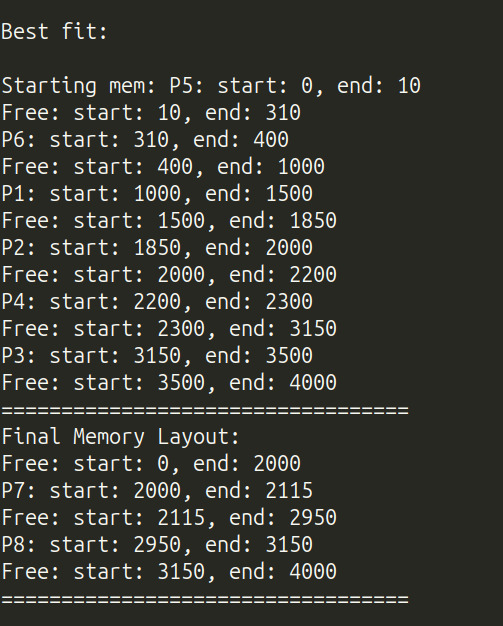 Best fit:
Starting mem: P5: start: 0, end: 10
Free: start: 10, end: 310
P6: start: 310, end: 400
Free: start: 400, end: 1000
P1: start: 1000, end: 1500
Free: start: 1500, end: 1850
P2: start: 1850, end: 2000
Free: start: 2000, end: 2200
P4: start: 2200, end: 2300
Free: start: 2300, end: 3150
P3: start: 3150, end: 3500
Free: start: 3500, end: 4000
==================================
Final Memory Layout:
Free: start: 0, end: 2000
P7: start: 2000, end: 2115
Free: start: 2115, end: 2950
P8: start: 2950, end: 3150
Free: start: 3150, end: 4000
==================================